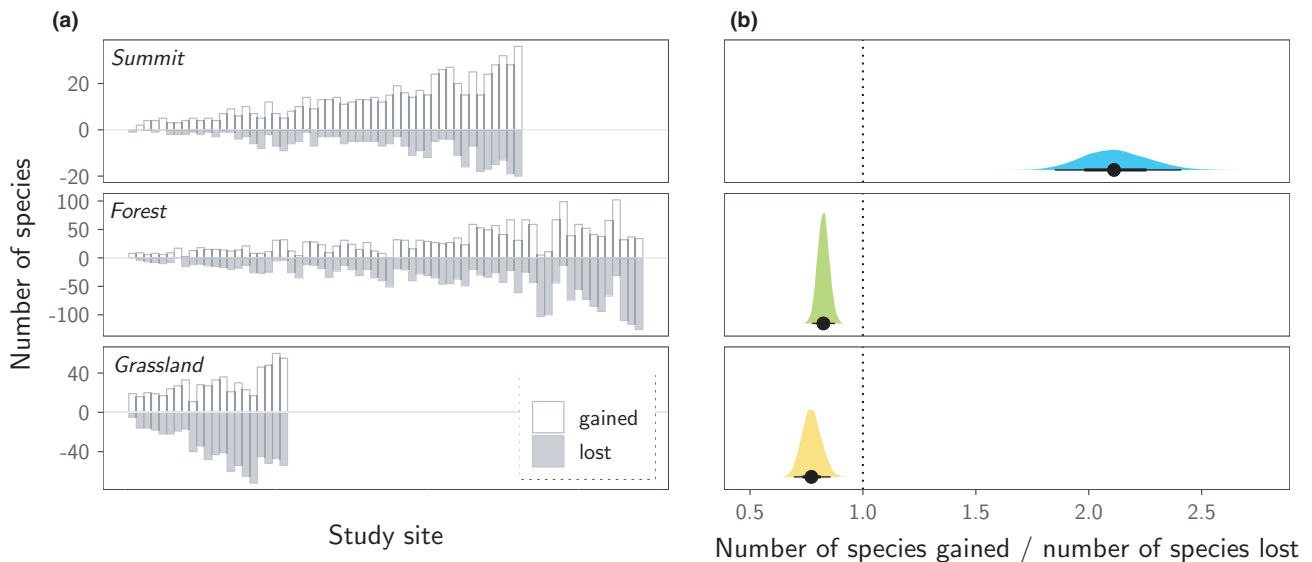 (a)
(b)
Number of species
Summit
20
0
-20
Forest
100
50
0
-50
-100
Grassland
40
0
-40
gained
lost
Study site
0.5 1.0 1.5 2.0 2.5
Number of species gained / number of species lost